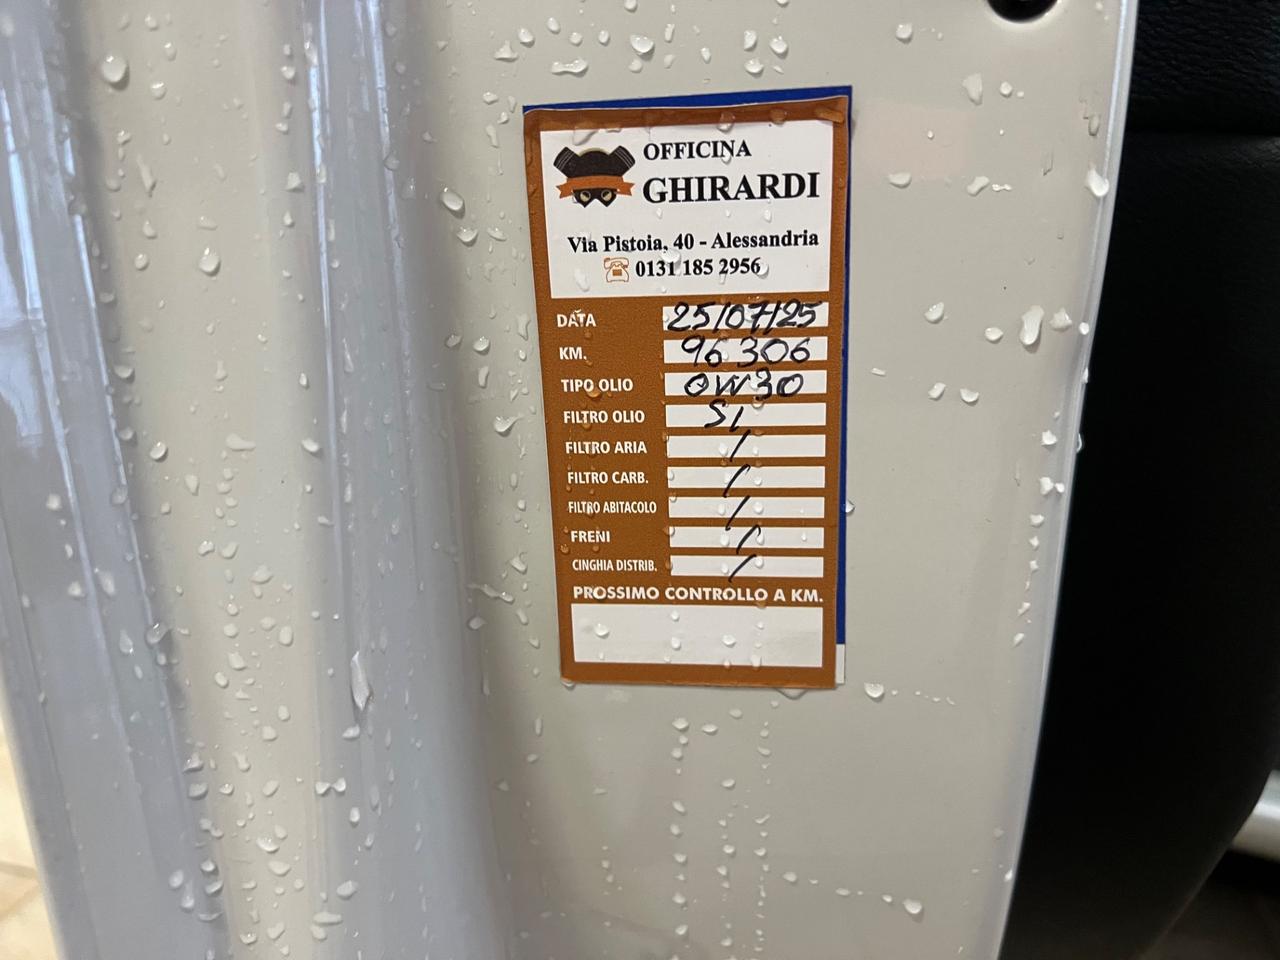 OFFICINA
GHIRARDI
Via Pistoia, 40 - Alessandria
0131 185 2956
DATA 25/07/25
KM. 96306
TIPO OLIO 0W30
FILTRO OLIO SI
FILTRO ARIA /
FILTRO CARB. /
FILTRO ABITACOLO /
FRENI /
CINGHIA DISTRIB. /
PROSSIMO CONTROLLO A KM.